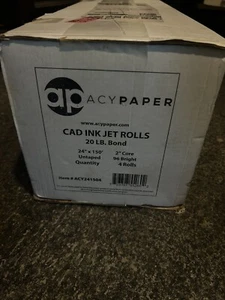 ap ACYPAPER
www.acypaper.com
CAD INK JET ROLLS
20 LB. Bond
24" x 150' 2" Core
Untaped 96 Bright
Quantity 4 Rolls